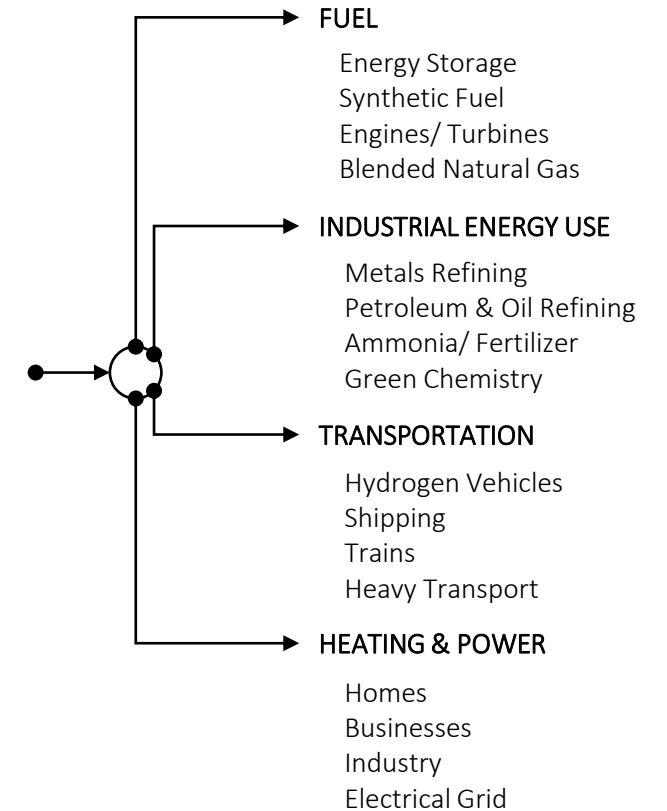 FUEL
Energy Storage
Synthetic Fuel
Engines/ Turbines
Blended Natural Gas
INDUSTRIAL ENERGY USE
Metals Refining
Petroleum & Oil Refining
Ammonia/ Fertilizer
Green Chemistry
TRANSPORTATION
Hydrogen Vehicles
Shipping
Trains
Heavy Transport
HEATING & POWER
Homes
Businesses
Industry
Electrical Grid